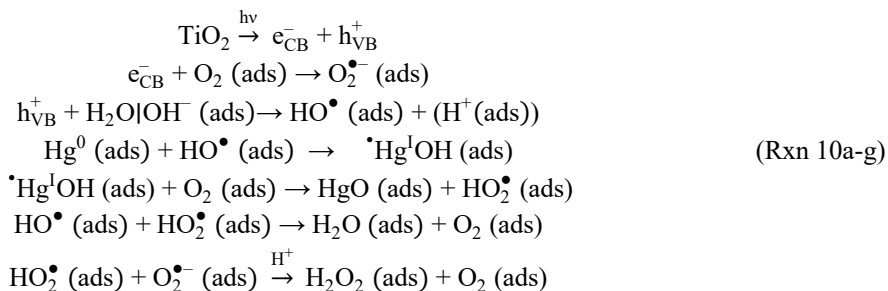 TiO₂ →(hν) e⁻CB + h⁺VB
e⁻CB + O₂ (ads) → O₂•⁻ (ads)
h⁺VB + H₂O|OH⁻ (ads)→ HO• (ads) + (H⁺(ads))
Hg⁰ (ads) + HO• (ads) → •HgᴵOH (ads) (Rxn 10a-g)
•HgᴵOH (ads) + O₂ (ads) → HgO (ads) + HO₂•
HO• (ads) + HO₂• (ads) → H₂O (ads) + O₂ (ads)
HO₂• (ads) + O₂•⁻ (ads) →(H⁺) H₂O₂ (ads) + O₂ (ads)